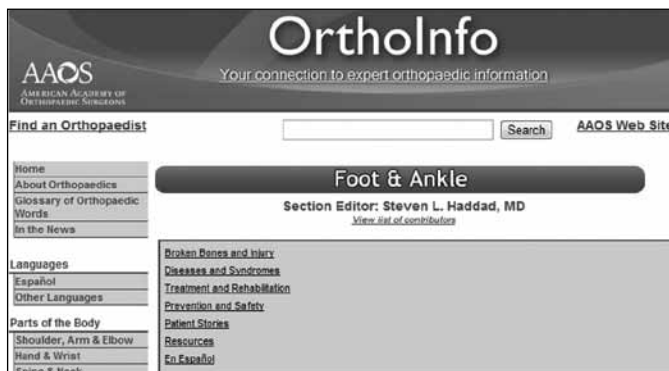 OrthoInfo
AAOS
AMERICAN ACADEMY OF
ORTHOPAEDIC SURGEONS
Your connection to expert orthopaedic information
Find an Orthopaedist
Search
AAOS Web Site
Home
About Orthopaedics
Glossary of Orthopaedic
Words
In the News
Languages
Español
Other Languages
Parts of the Body
Shoulder, Arm & Elbow
Hand & Wrist
Spine & Neck
Foot & Ankle
Section Editor: Steven L. Haddad, MD
View list of contributors
Broken Bones and Injury
Diseases and Syndromes
Treatment and Rehabilitation
Prevention and Safety
Patient Stories
Resources
En Español